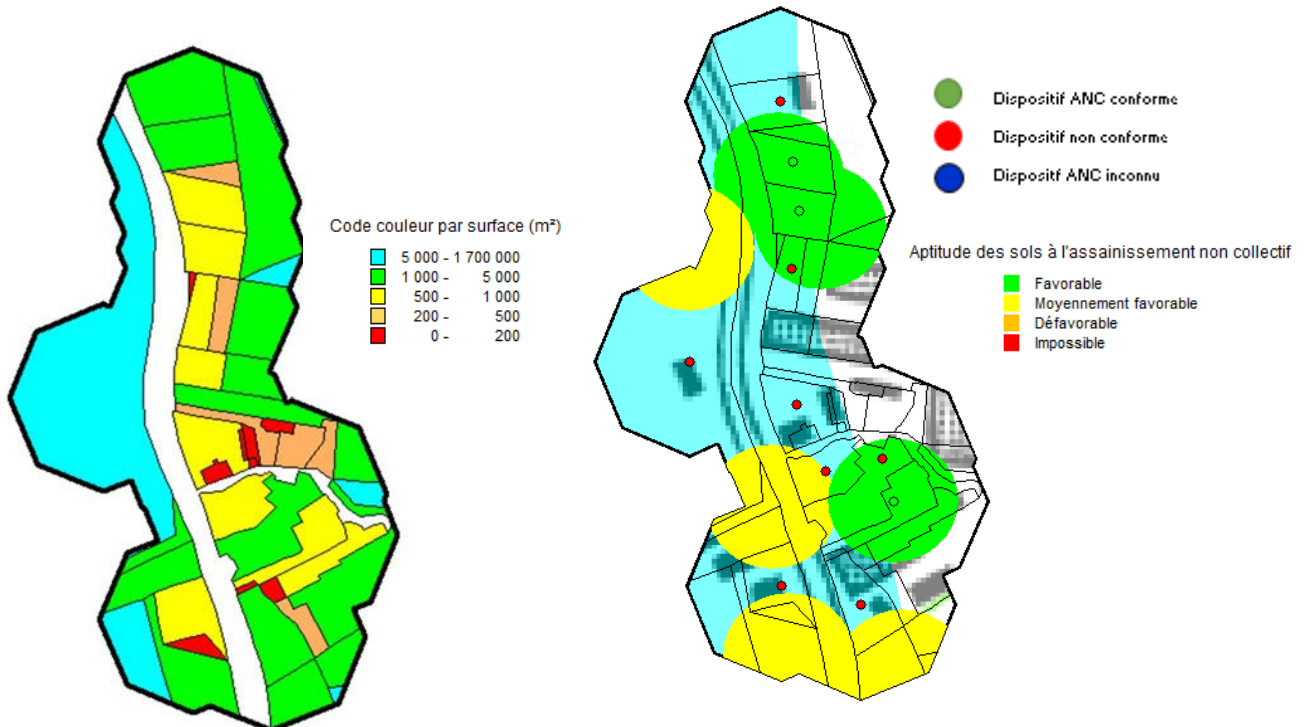 Dispositif ANC conforme
Dispositif non conforme
Dispositf ANC inconnu
Code couleur par surface (m²)
5 000 - 1 700 000
1 000 - 5 000
500 - 1 000
200 - 500
0 - 200
Aptitude des sols à l'assainissement non collectif
Favorable
Moyennement favorable
Défavorable
Impossible